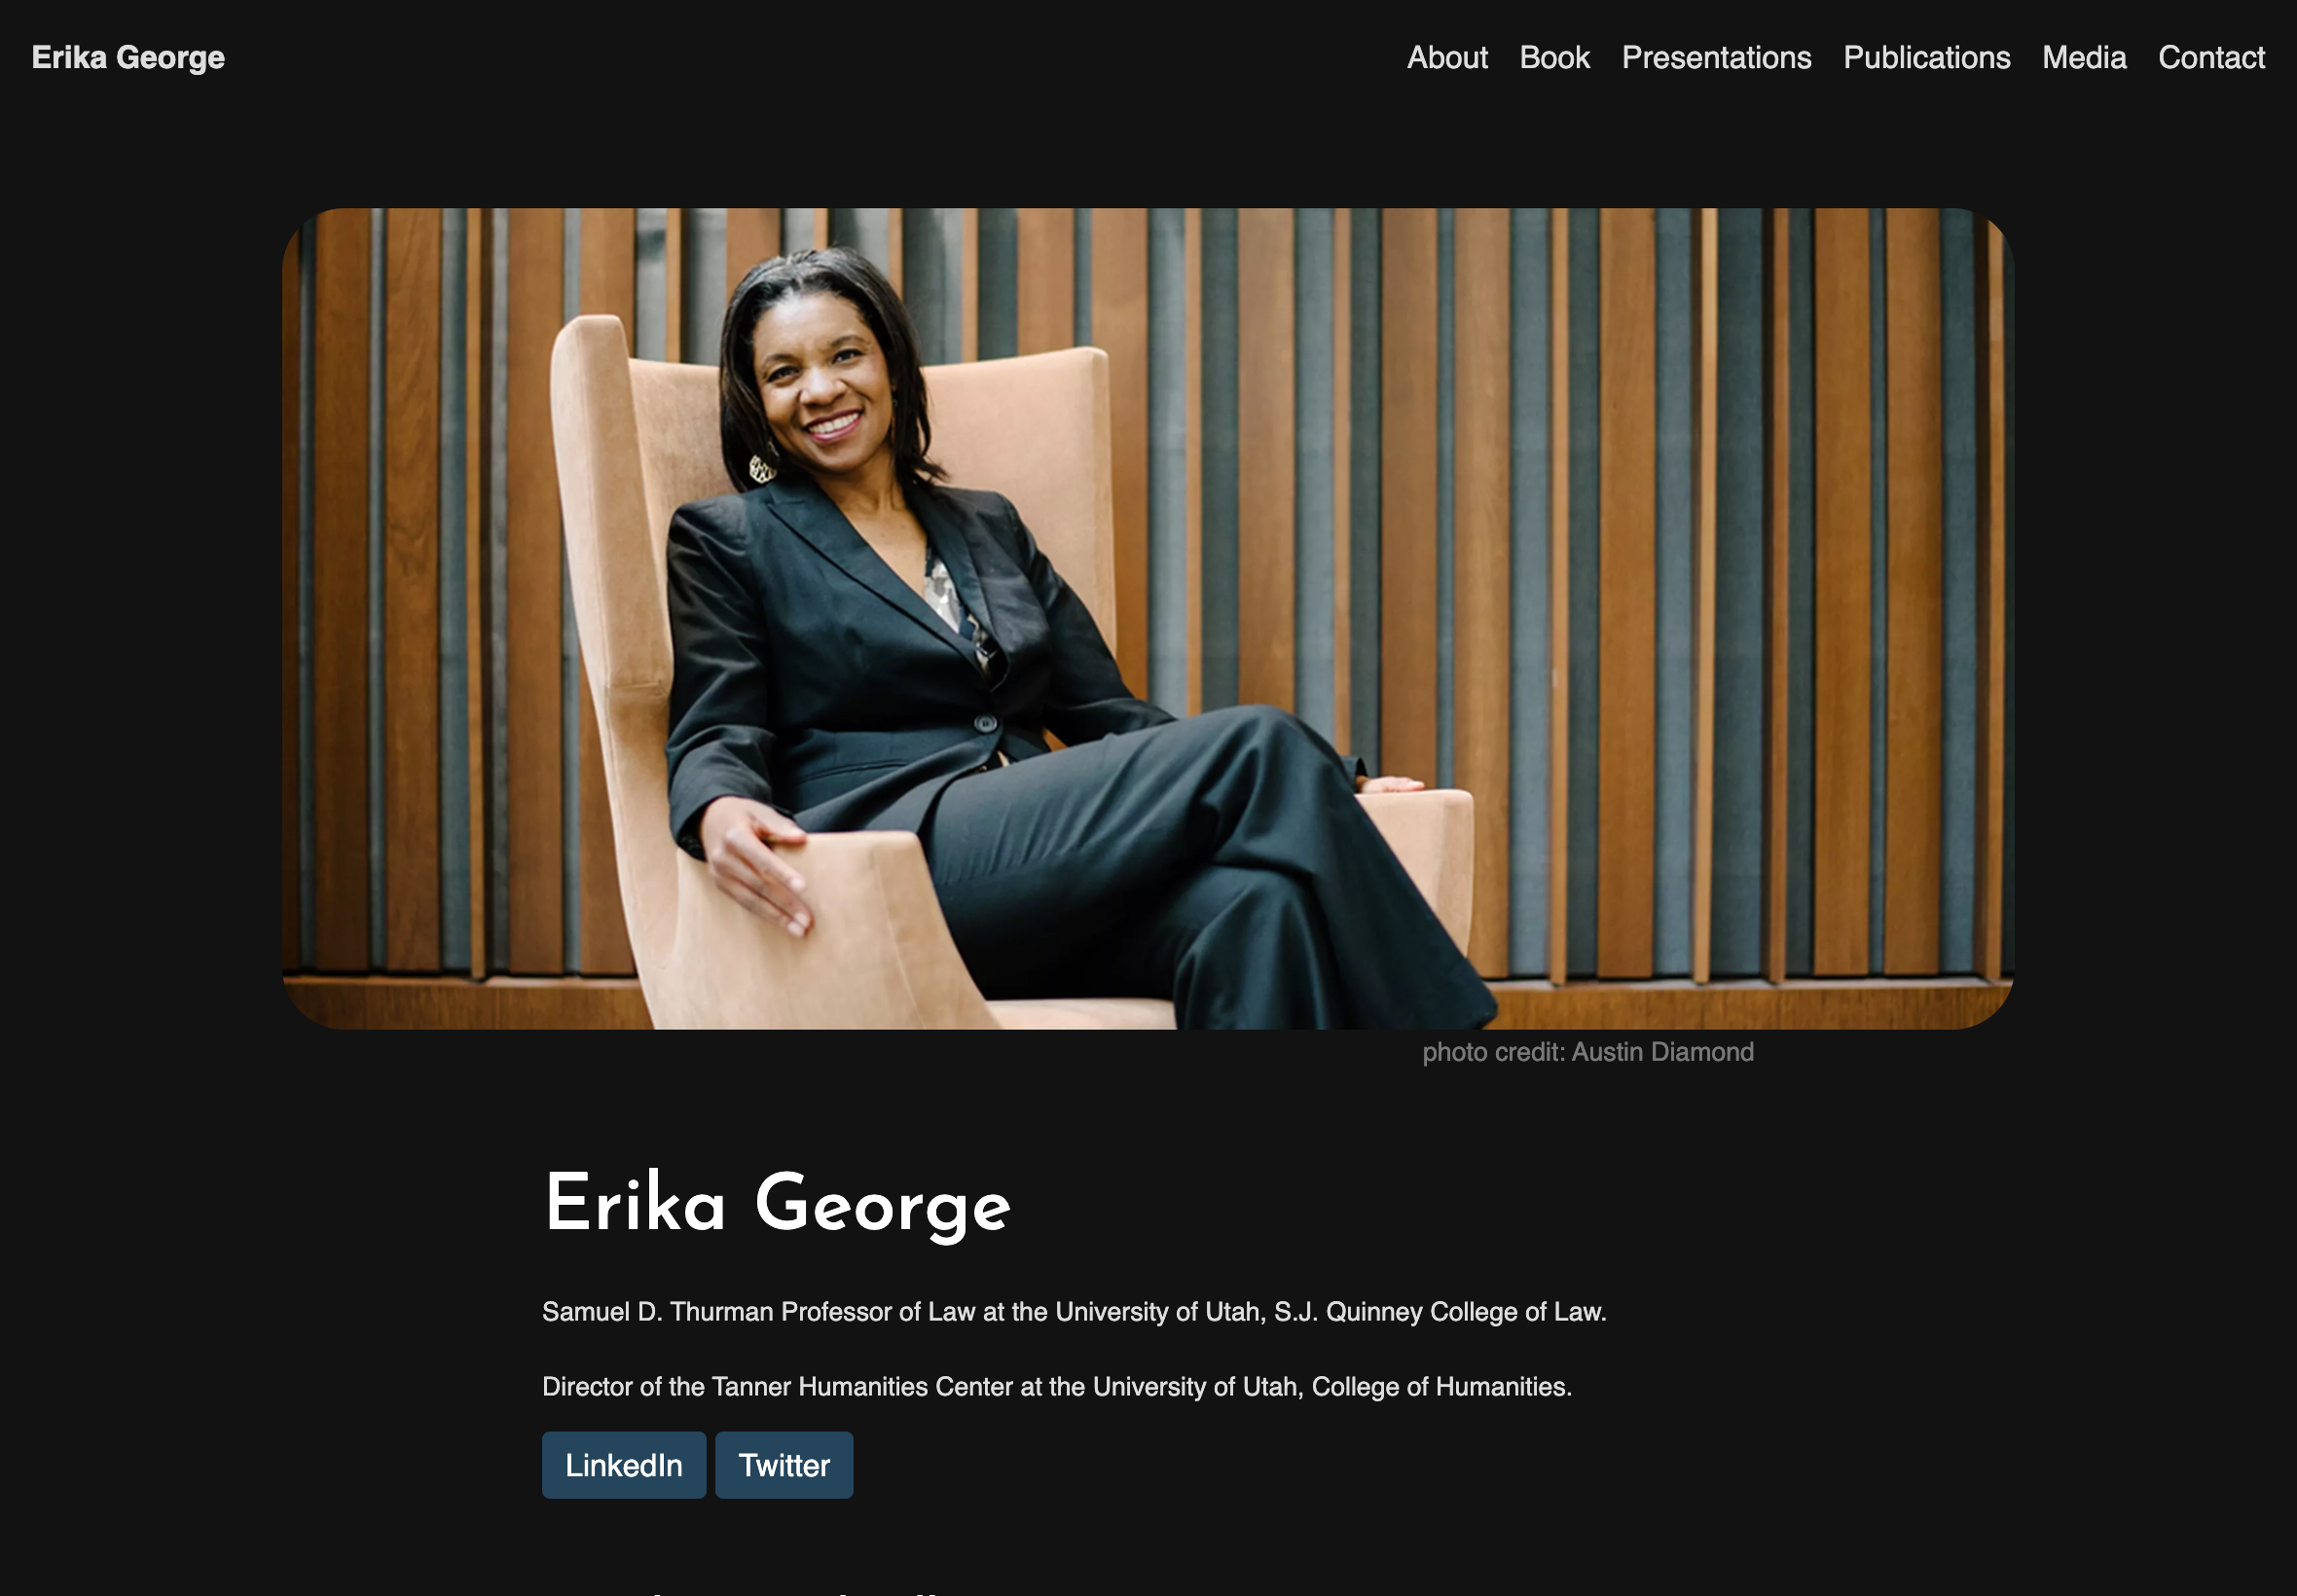 Erika George
About Book Presentations Publications Media Contact
photo credit: Austin Diamond
Erika George
Samuel D. Thurman Professor of Law at the University of Utah, S.J. Quinney College of Law.
Director of the Tanner Humanities Center at the University of Utah, College of Humanities.
LinkedIn Twitter